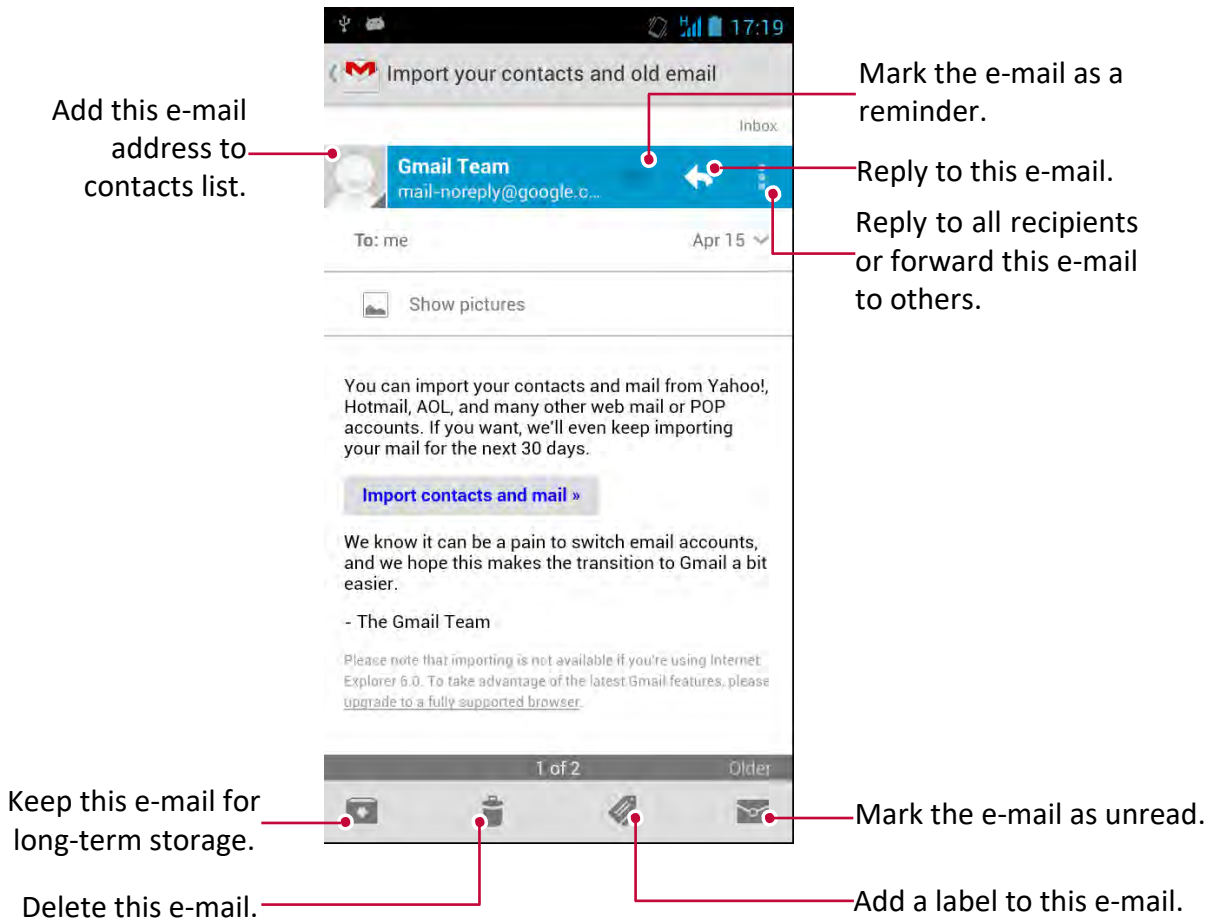 17:19
Import your contacts and old email
Mark the e-mail as a
reminder.
Add this e-mail
address to
contacts list.
Inbox
Gmail Team
mail-noreply@google.c...
Reply to this e-mail.
Reply to all recipients
or forward this e-mail
to others.
To: me
Apr 15
Show pictures
You can import your contacts and mail from Yahoo!,
Hotmail, AOL, and many other web mail or POP
accounts. If you want, we'll even keep importing
your mail for the next 30 days.
Import contacts and mail »
We know it can be a pain to switch email accounts,
and we hope this makes the transition to Gmail a bit
easier.
- The Gmail Team
Please note that importing is not available if you're using Internet
Explorer 6.0. To take advantage of the latest Gmail features, please
upgrade to a fully supported browser.
1 of 2
Older
Keep this e-mail for
long-term storage.
Mark the e-mail as unread.
Delete this e-mail.
Add a label to this e-mail.